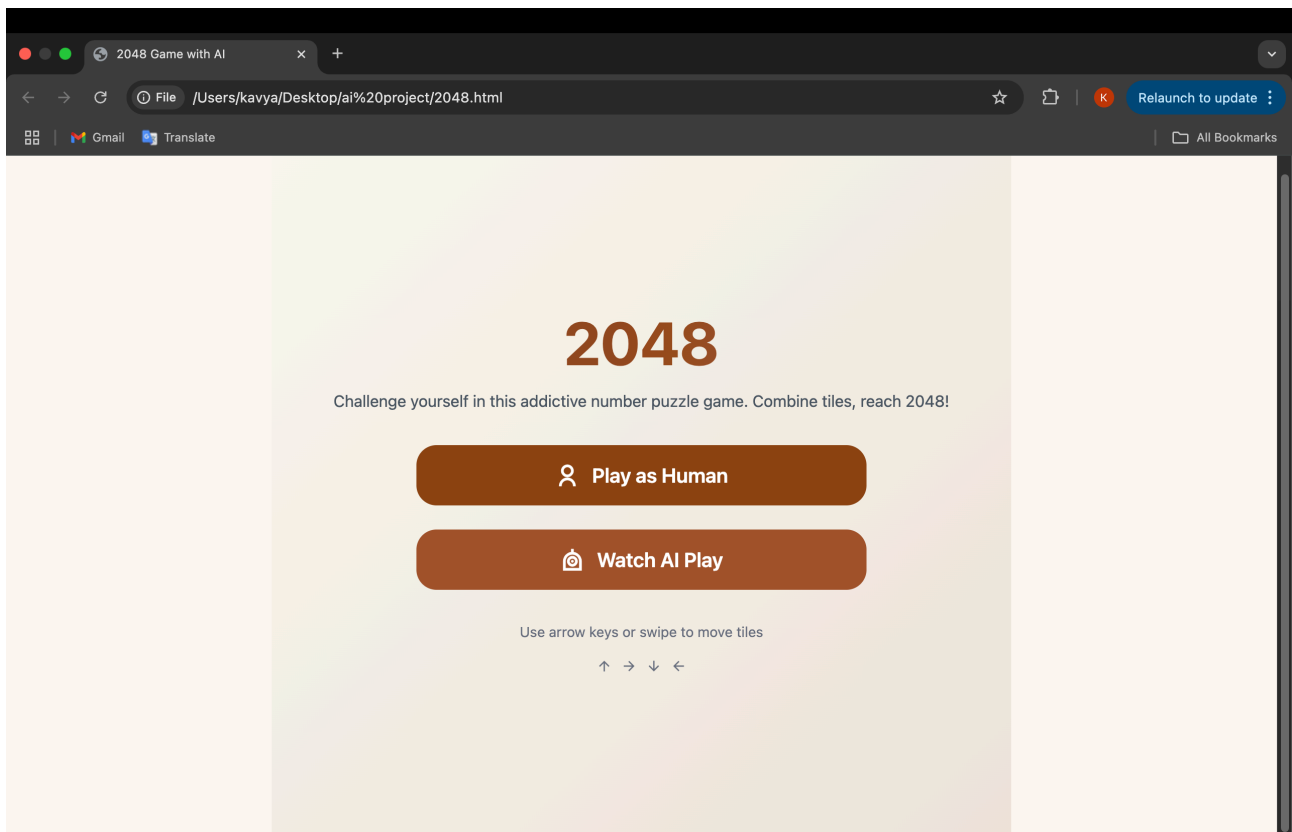 2048 Game with AI
File /Users/kavya/Desktop/ai%20project/2048.html
K
Relaunch to update
Gmail Translate All Bookmarks
2048
Challenge yourself in this addictive number puzzle game. Combine tiles, reach 2048!
Play as Human
Watch AI Play
Use arrow keys or swipe to move tiles
↑ → ↓ ←